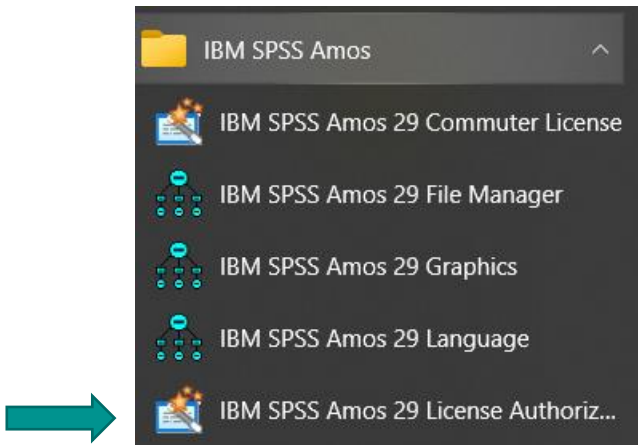 IBM SPSS Amos
IBM SPSS Amos 29 Commuter License
IBM SPSS Amos 29 File Manager
IBM SPSS Amos 29 Graphics
IBM SPSS Amos 29 Language
IBM SPSS Amos 29 License Authoriz...